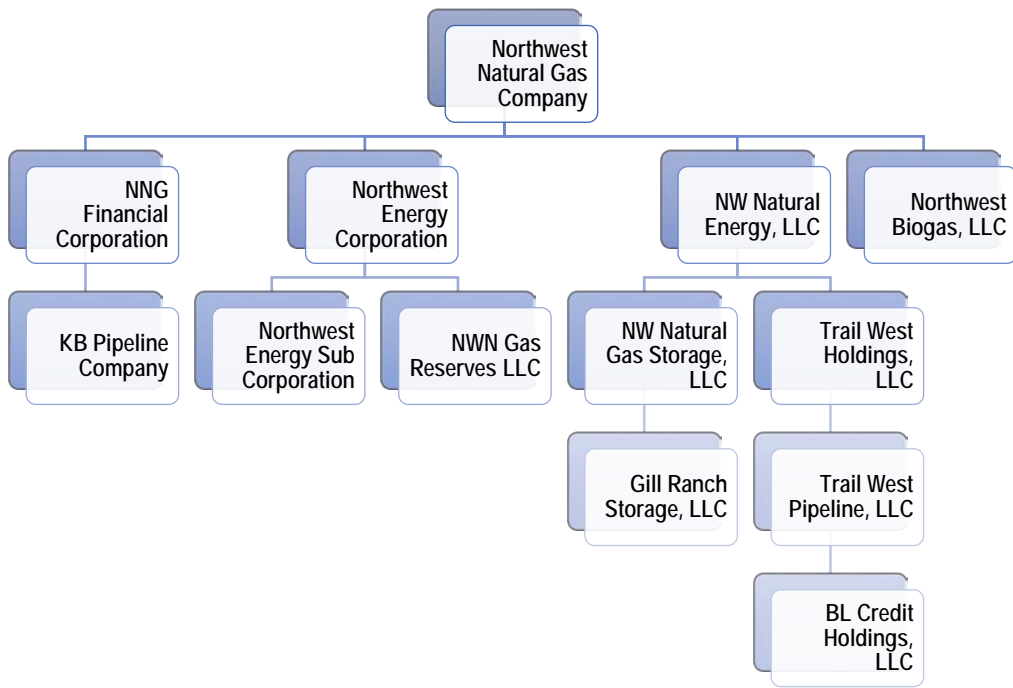 Northwest
Natural Gas
Company
NNG
Financial
Corporation
Northwest
Energy
Corporation
NW Natural
Energy, LLC
Northwest
Biogas, LLC
KB Pipeline
Company
Northwest
Energy Sub
Corporation
NWN Gas
Reserves LLC
NW Natural
Gas Storage,
LLC
Trail West
Holdings,
LLC
Gill Ranch
Storage, LLC
Trail West
Pipeline, LLC
BL Credit
Holdings,
LLC